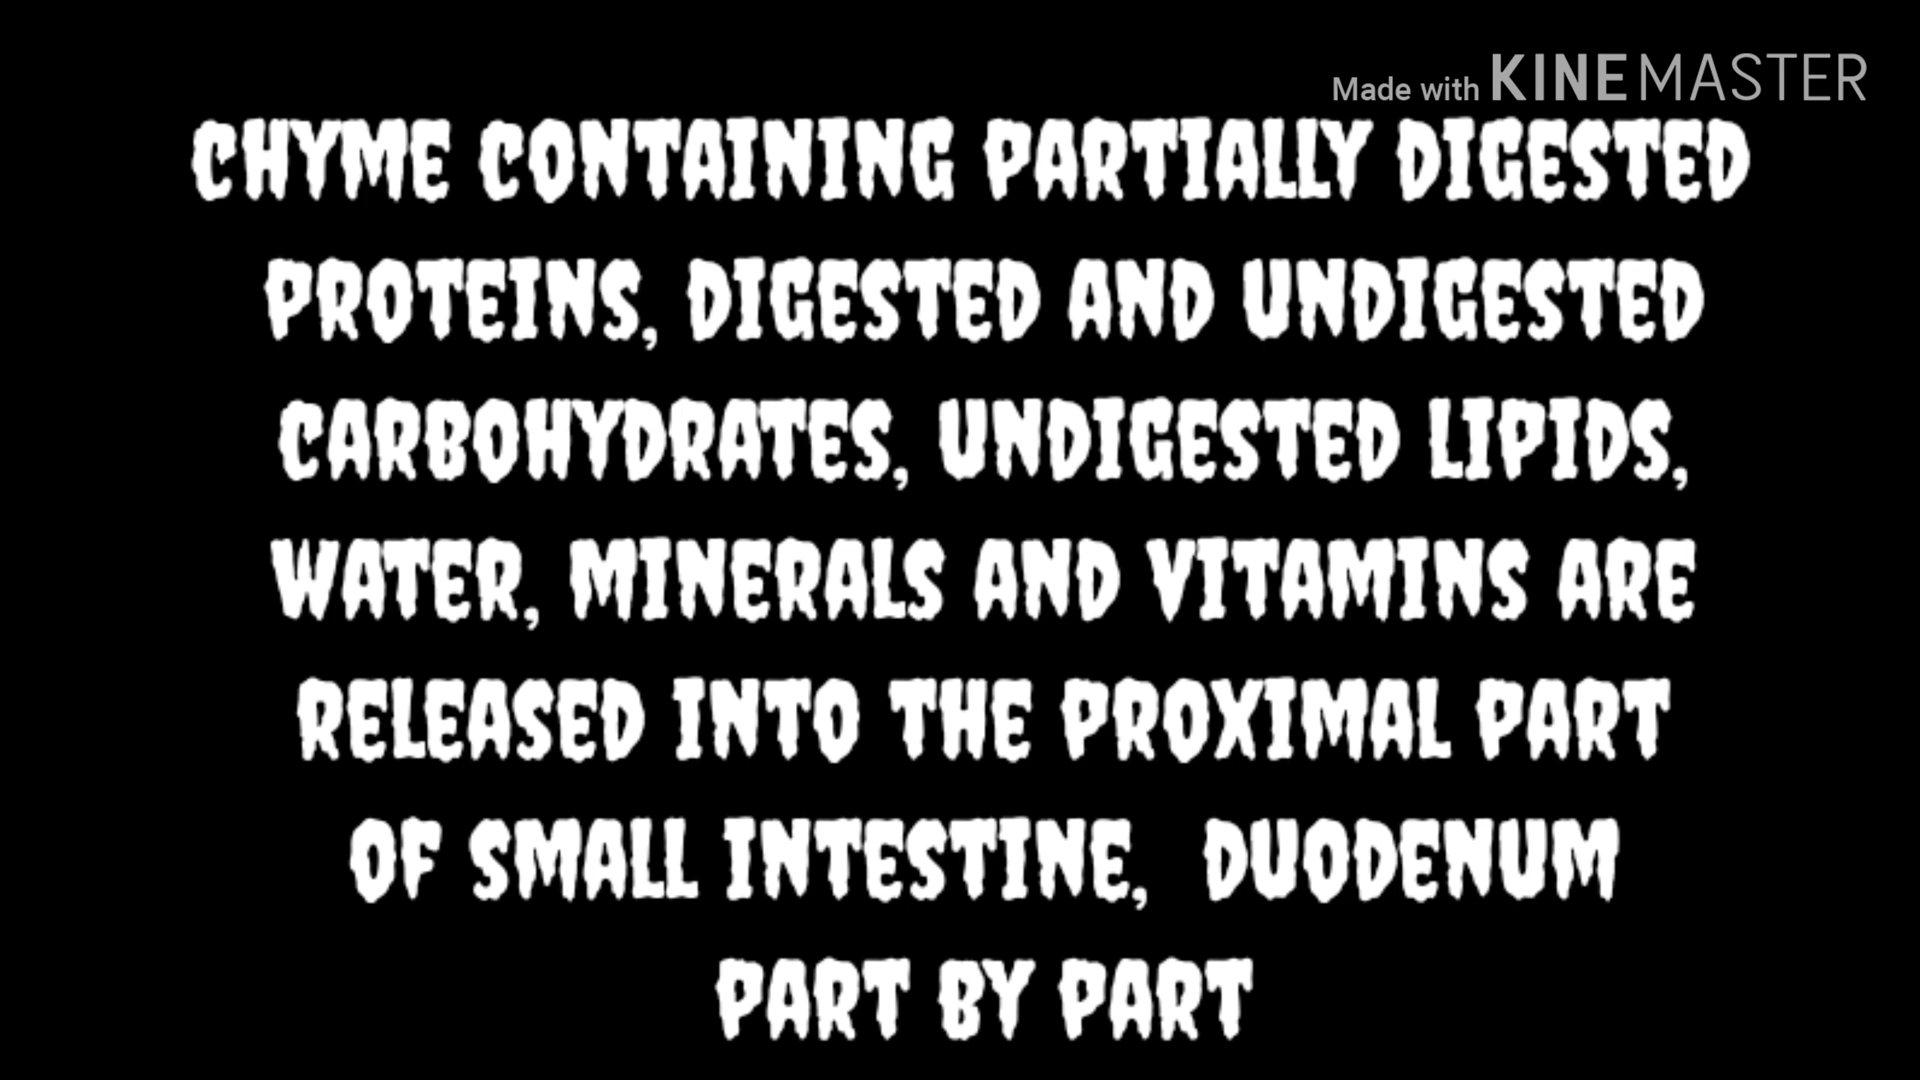 Made with KINEMASTER
CHYME CONTAINING PARTIALLY DIGESTED
PROTEINS, DIGESTED AND UNDIGESTED
CARBOHYDRATES, UNDIGESTED LIPIDS,
WATER, MINERALS AND VITAMINS ARE
RELEASED INTO THE PROXIMAL PART
OF SMALL INTESTINE, DUODENUM
PART BY PART